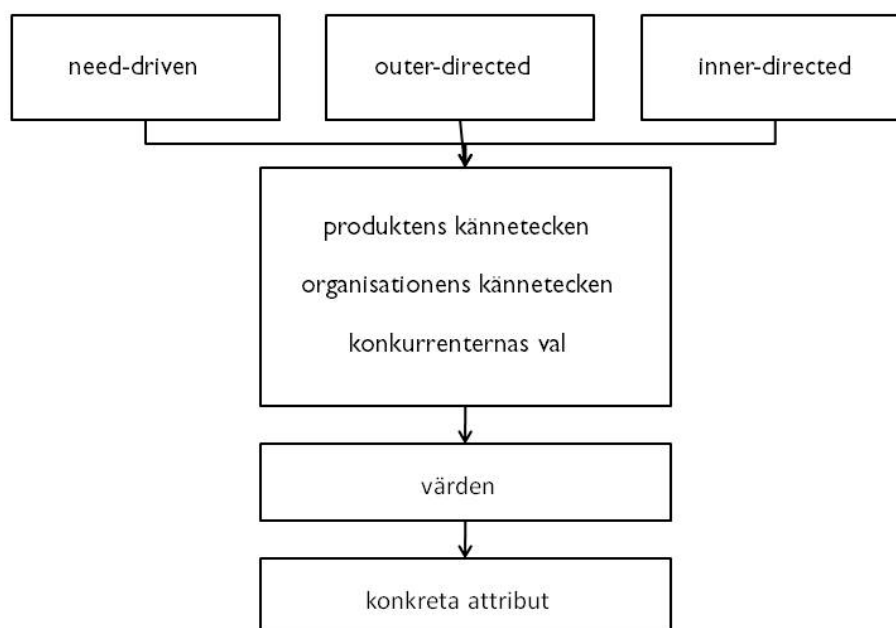 need-driven
outer-directed
inner-directed
produktens kännetecken
organisationens kännetecken
konkurrenternas val
värden
konkreta attribut